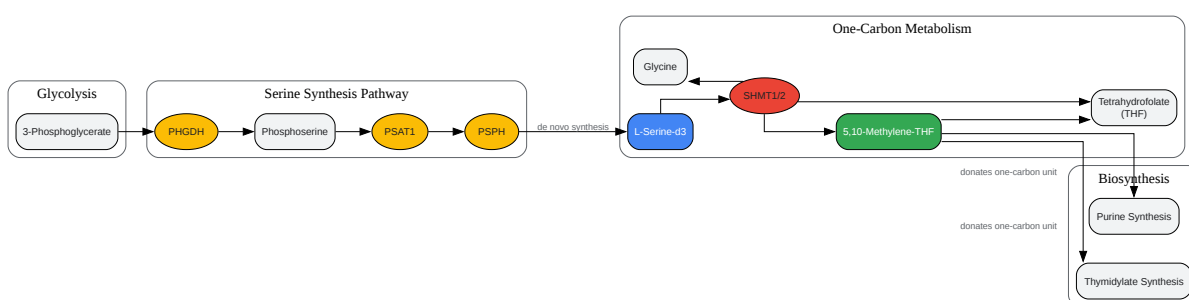 One-Carbon Metabolism
Glycine
Glycolysis
Serine Synthesis Pathway
SHMT1/2
Tetrahydrofolate
(THF)
3-Phosphoglycerate
PHGDH
Phosphoserine
PSAT1
PSPH
de novo synthesis
L-Serine-d3
5,10-Methylene-THF
donates one-carbon unit
Biosynthesis
Purine Synthesis
donates one-carbon unit
Thymidylate Synthesis